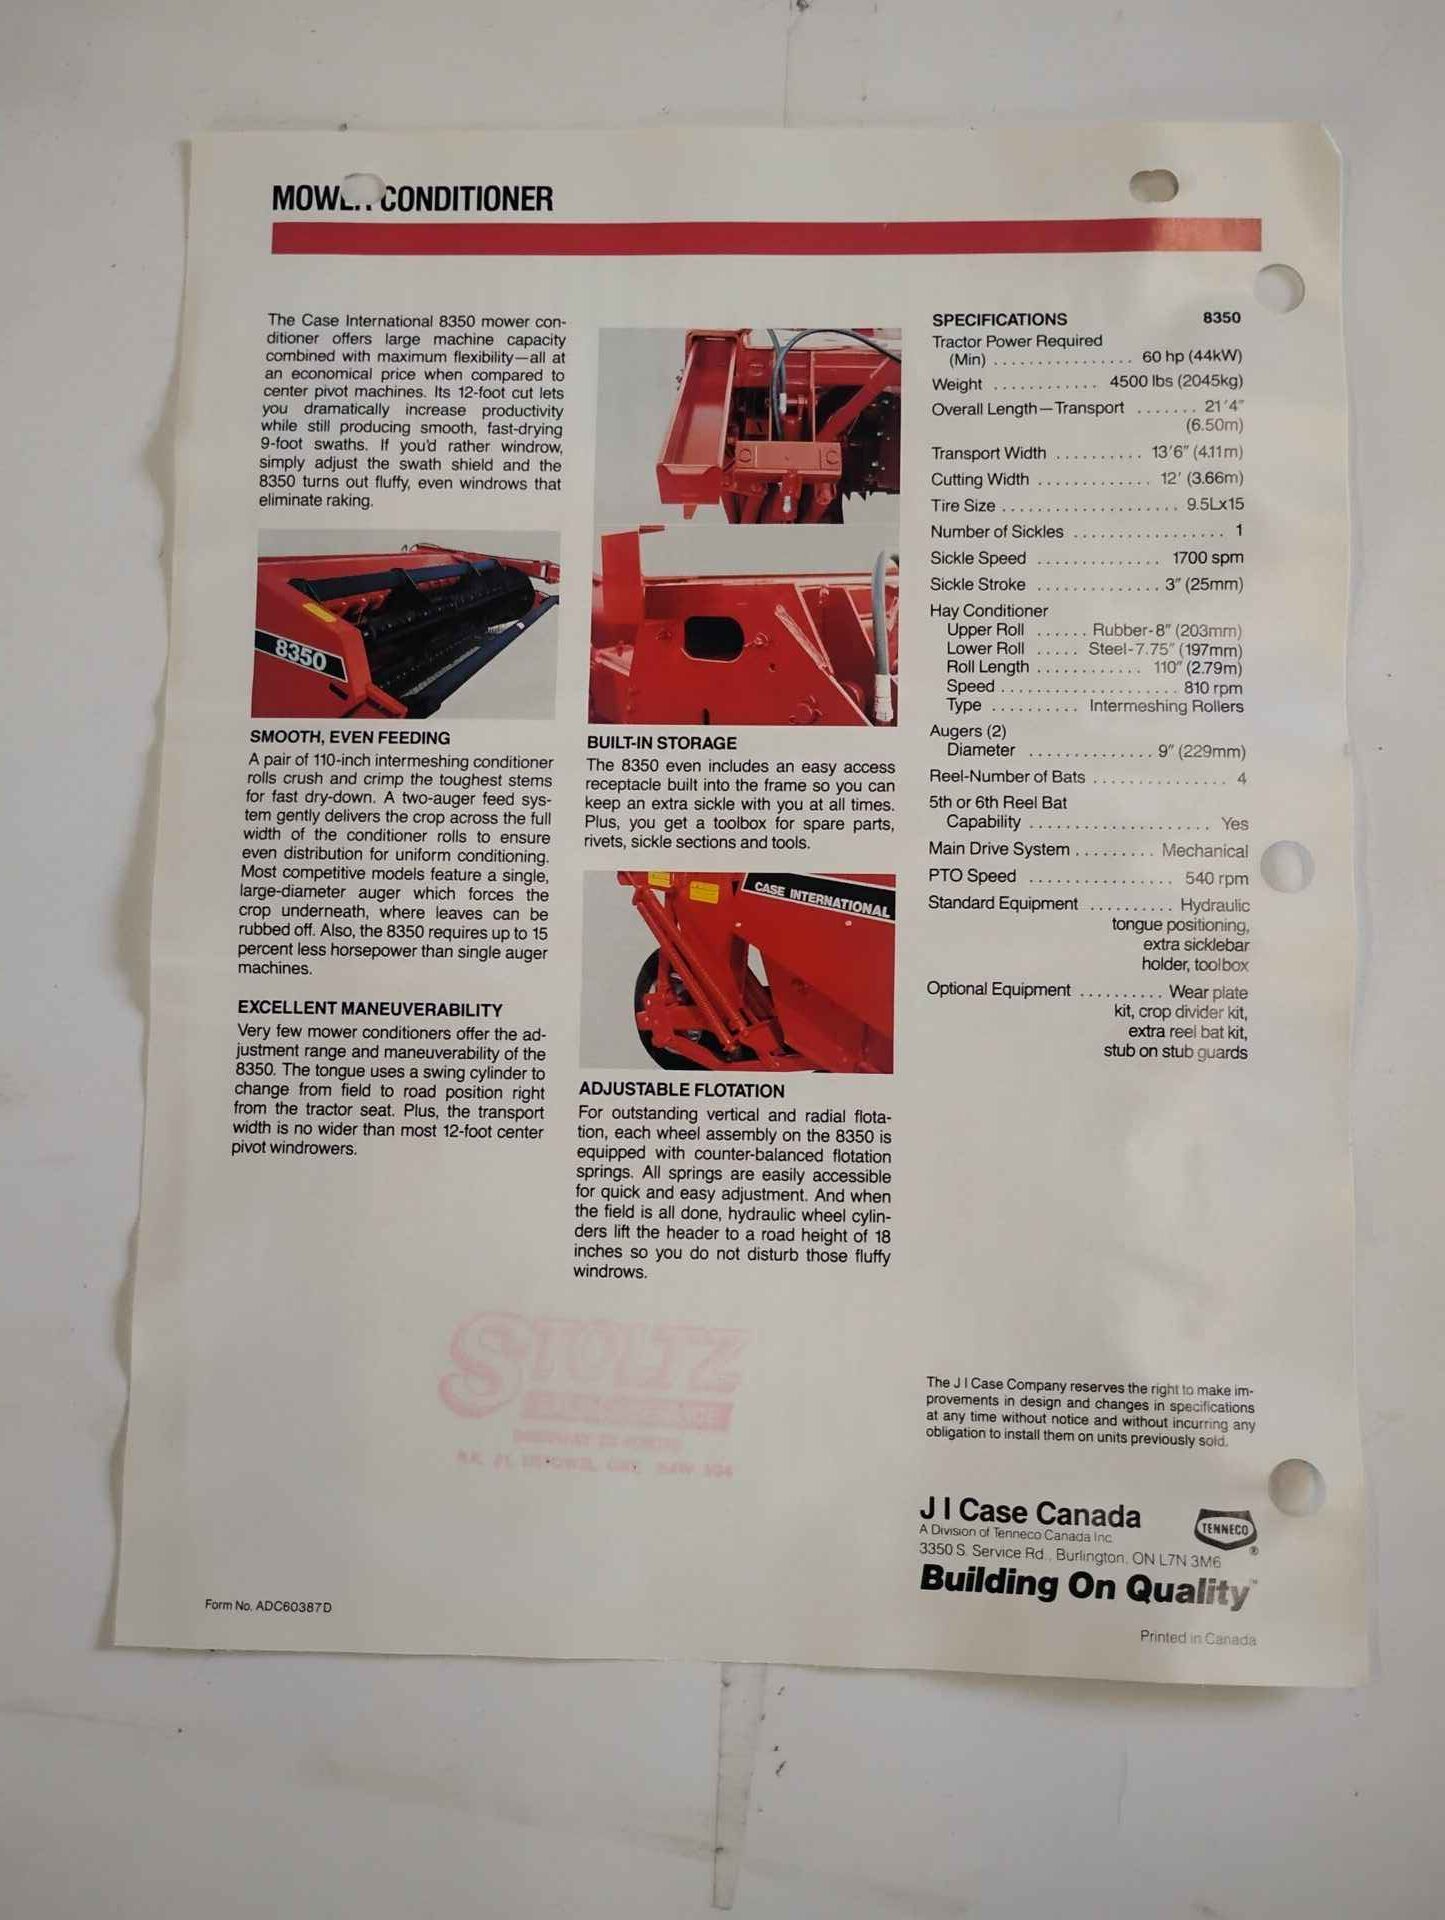 MOWER CONDITIONER
The Case International 8350 mower con-
ditioner offers large machine capacity
combined with maximum flexibility—all at
an economical price when compared to
center pivot machines. Its 12-foot cut lets
you dramatically increase productivity
while still producing smooth, fast-drying
9-foot swaths. If you'd rather windrow,
simply adjust the swath shield and the
8350 turns out fluffy, even windrows that
eliminate raking.
8350
SMOOTH, EVEN FEEDING
A pair of 110-inch intermeshing conditioner
rolls crush and crimp the toughest stems
for fast dry-down. A two-auger feed sys-
tem gently delivers the crop across the full
width of the conditioner rolls to ensure
even distribution for uniform conditioning.
Most competitive models feature a single,
large-diameter auger which forces the
crop underneath, where leaves can be
rubbed off. Also, the 8350 requires up to 15
percent less horsepower than single auger
machines.
EXCELLENT MANEUVERABILITY
Very few mower conditioners offer the ad-
justment range and maneuverability of the
8350. The tongue uses a swing cylinder to
change from field to road position right
from the tractor seat. Plus, the transport
width is no wider than most 12-foot center
pivot windrowers.
BUILT-IN STORAGE
The 8350 even includes an easy access
receptacle built into the frame so you can
keep an extra sickle with you at all times.
Plus, you get a toolbox for spare parts,
rivets, sickle sections and tools.
CASE INTERNATIONAL
ADJUSTABLE FLOTATION
For outstanding vertical and radial flota-
tion, each wheel assembly on the 8350 is
equipped with counter-balanced flotation
springs. All springs are easily accessible
for quick and easy adjustment. And when
the field is all done, hydraulic wheel cylin-
ders lift the header to a road height of 18
inches so you do not disturb those fluffy
windrows.
SPECIFICATIONS 8350
Tractor Power Required
(Min) ................ 60 hp (44kW)
Weight ............ 4500 lbs (2045kg)
Overall Length—Transport ....... 21'4"
(6.50m)
Transport Width .......... 13'6" (4.11m)
Cutting Width ............. 12' (3.66m)
Tire Size .................... 9.5Lx15
Number of Sickles ................. 1
Sickle Speed .............. 1700 spm
Sickle Stroke .............. 3" (25mm)
Hay Conditioner
Upper Roll ...... Rubber-8" (203mm)
Lower Roll ..... Steel-7.75" (197mm)
Roll Length ............ 110" (2.79m)
Speed .................... 810 rpm
Type .......... Intermeshing Rollers
Augers (2)
Diameter .............. 9" (229mm)
Reel-Number of Bats ............... 4
5th or 6th Reel Bat
Capability ..................... Yes
Main Drive System ......... Mechanical
PTO Speed ................ 540 rpm
Standard Equipment .......... Hydraulic
tongue positioning,
extra sicklebar
holder, toolbox
Optional Equipment .......... Wear plate
kit, crop divider kit,
extra reel bat kit,
stub on stub guards
STOLTZ
The J I Case Company reserves the right to make im-
provements in design and changes in specifications
at any time without notice and without incurring any
obligation to install them on units previously sold.
J I Case Canada
A Division of Tenneco Canada Inc.
3350 S. Service Rd., Burlington, ON L7N 3M6
TENNECO
®
Building On Quality™
Form No. ADC60387D
Printed in Canada